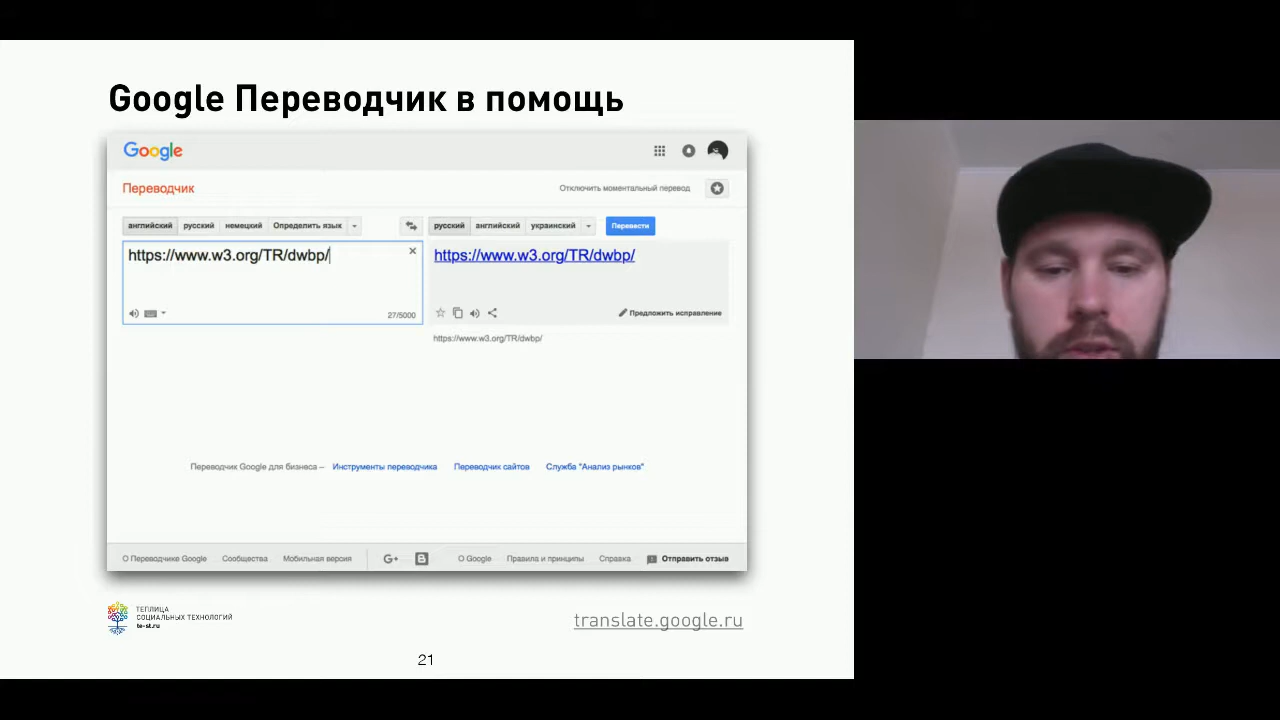 Google Переводчик в помощь
Google
Переводчик
Отключить моментальный перевод
английский русский немецкий Определить язык
русский английский украинский Перевести
https://www.w3.org/TR/dwbp/
https://www.w3.org/TR/dwbp/
27/5000
Предложить исправление
https://www.w3.org/TR/dwbp/
Переводчик Google для бизнеса – Инструменты переводчика Переводчик сайтов Служба "Анализ рынков"
О Переводчике Google Сообщества Мобильная версия G+ B О Google Правила и принципы Справка Отправить отзыв
ТЕПЛИЦА
СОЦИАЛЬНЫХ ТЕХНОЛОГИЙ
te-st.ru
translate.google.ru
21